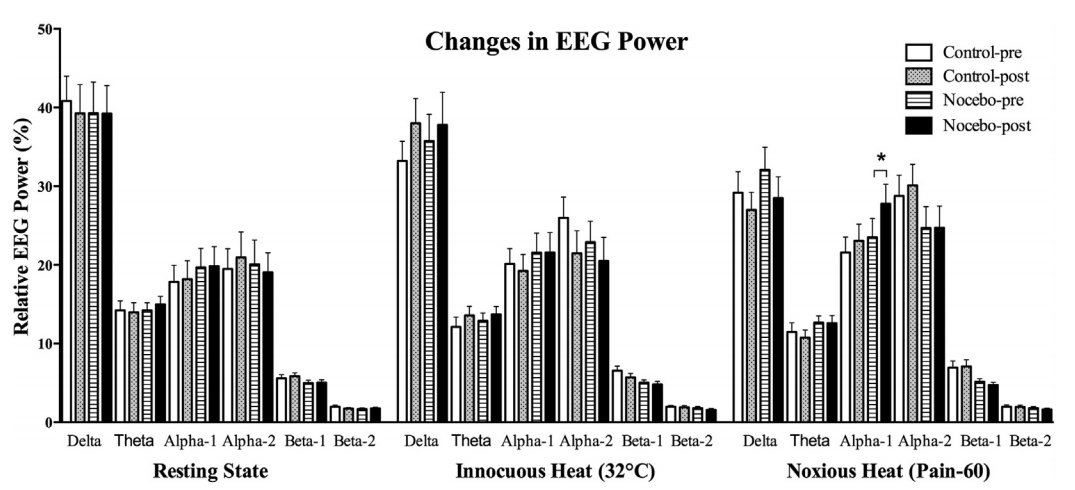 Changes in EEG Power
Control-pre
Control-post
Nocebo-pre
Nocebo-post
Relative EEG Power (%)
50
40
30
20
10
0
*
Delta Theta Alpha-1 Alpha-2 Beta-1 Beta-2
Resting State
Delta Theta Alpha-1 Alpha-2 Beta-1 Beta-2
Innocuous Heat (32°C)
Delta Theta Alpha-1 Alpha-2 Beta-1 Beta-2
Noxious Heat (Pain-60)